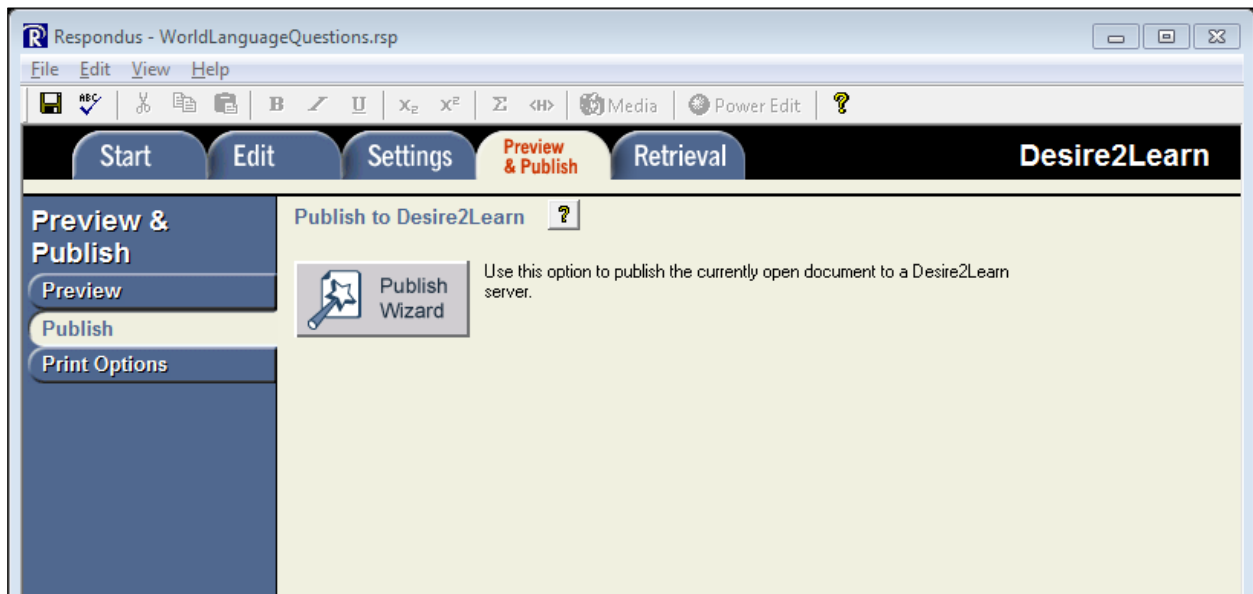 Respondus - WorldLanguageQuestions.rsp
File Edit View Help
ABC B I U X₂ X² Σ <H> Media Power Edit ?
Start Edit Settings Preview & Publish Retrieval Desire2Learn
Preview &
Publish
Preview
Publish
Print Options
Publish to Desire2Learn ?
Publish
Wizard
Use this option to publish the currently open document to a Desire2Learn
server.